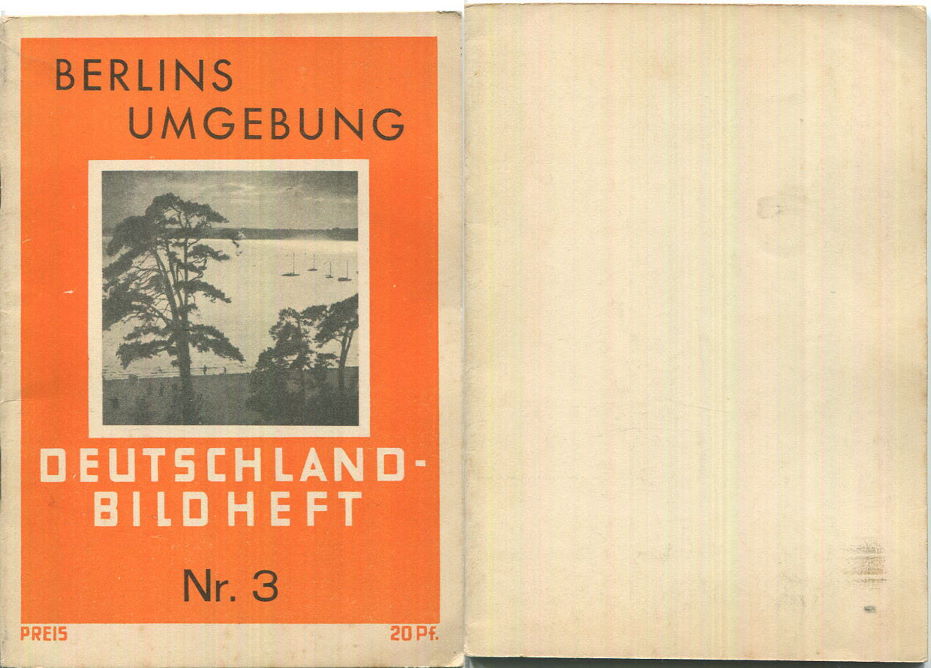 BERLINS
UMGEBUNG
DEUTSCHLAND-
BILDHEFT
Nr. 3
PREIS 20 Pf.